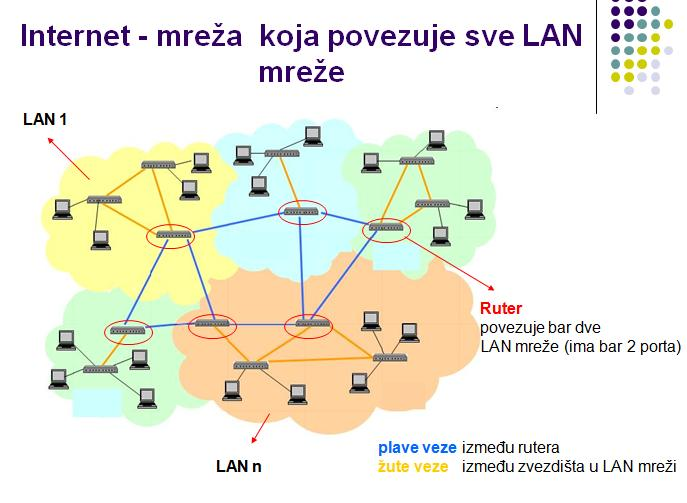 Internet - mreža koja povezuje sve LAN
mreže
LAN 1
Ruter
povezuje bar dve
LAN mreže (ima bar 2 porta)
LAN n
plave veze između rutera
žute veze između zvezdišta u LAN mreži